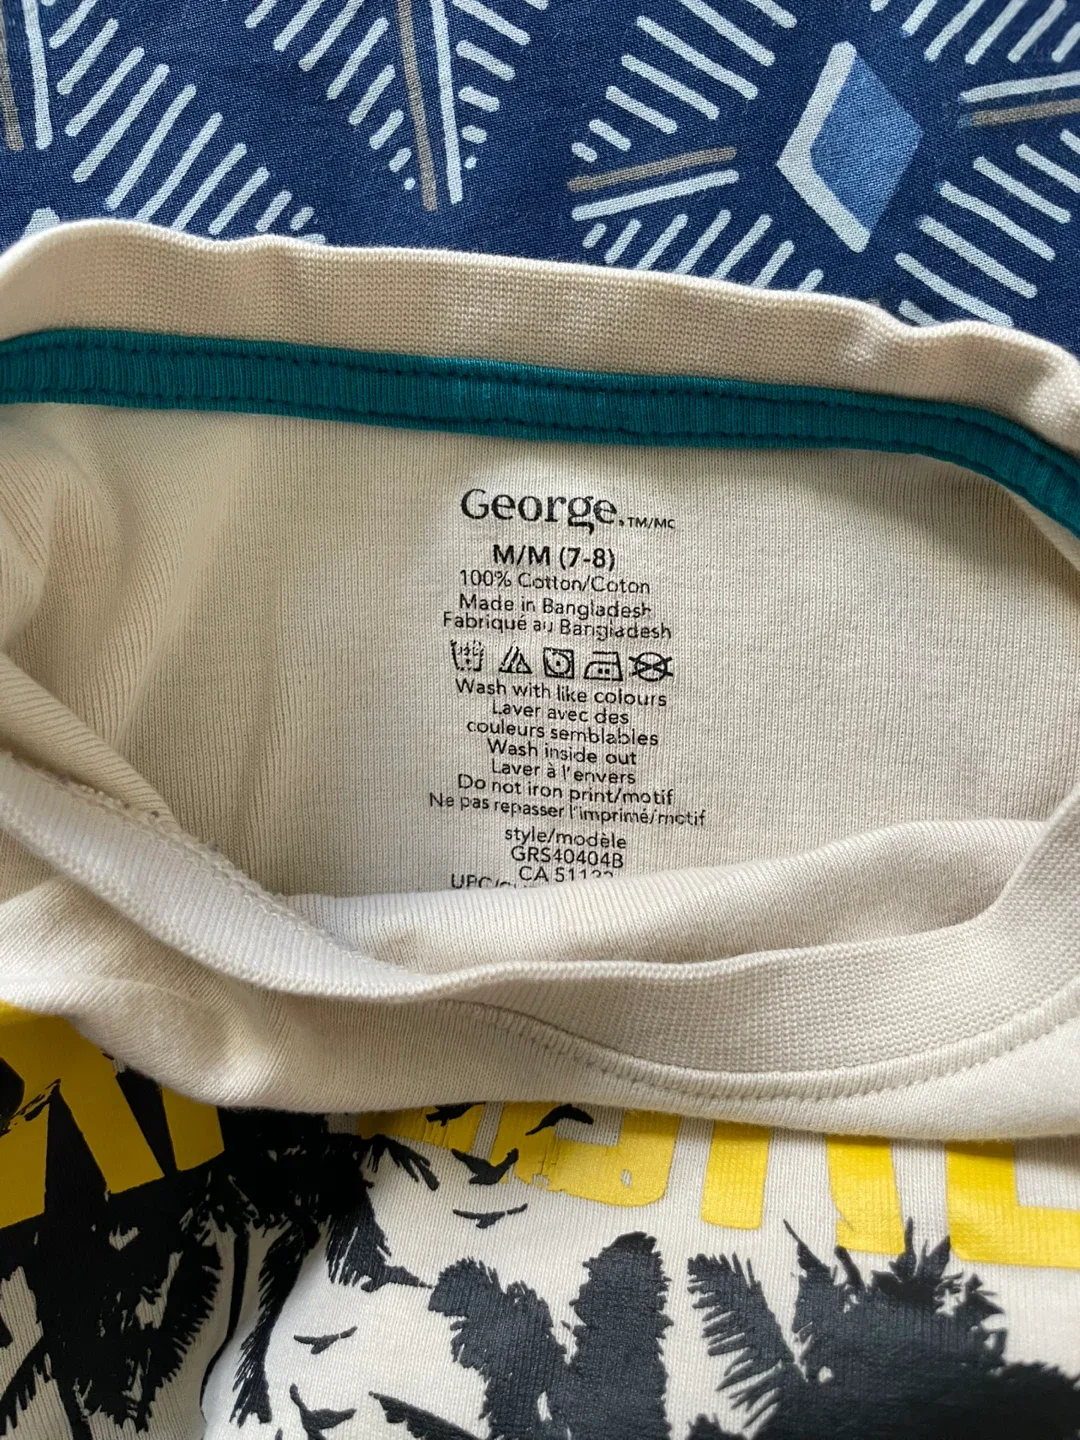 George.TM/MC
M/M (7-8)
100% Cotton/Coton
Made in Bangladesh
Fabriqué au Bangladesh
Wash with like colours
Laver avec des
couleurs semblables
Wash inside out
Laver à l'envers
Do not iron print/motif
Ne pas repasser l'imprimé/motif
style/modèle
GRS40404B
CA